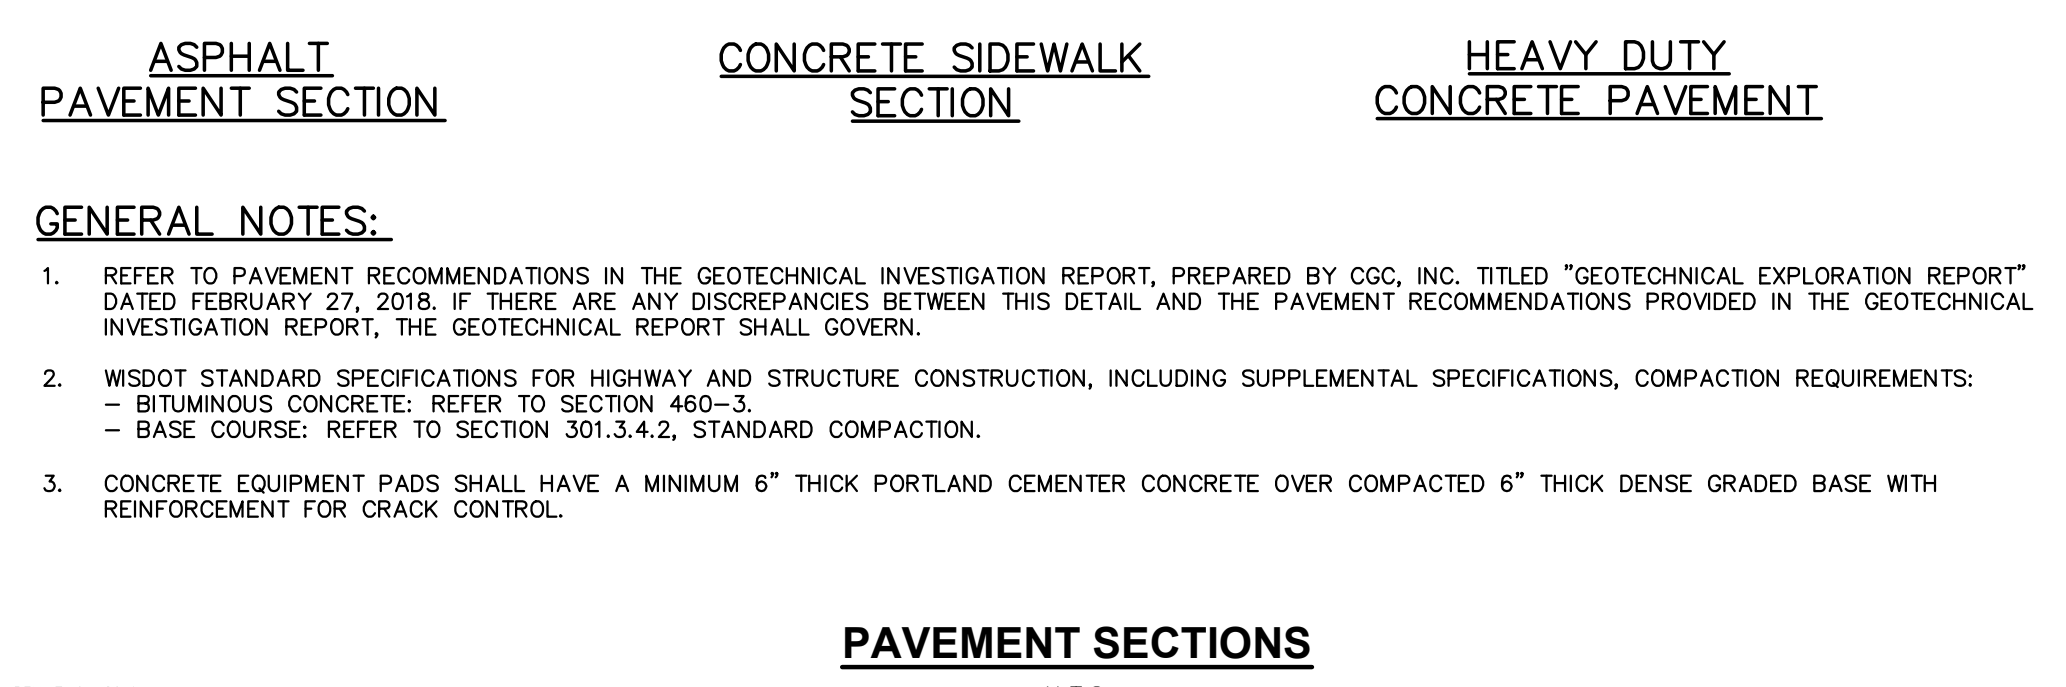 ASPHALT
PAVEMENT SECTION
CONCRETE SIDEWALK
SECTION
HEAVY DUTY
CONCRETE PAVEMENT
GENERAL NOTES:
1. REFER TO PAVEMENT RECOMMENDATIONS IN THE GEOTECHNICAL INVESTIGATION REPORT, PREPARED BY CGC, INC. TITLED "GEOTECHNICAL EXPLORATION REPORT"
DATED FEBRUARY 27, 2018. IF THERE ARE ANY DISCREPANCIES BETWEEN THIS DETAIL AND THE PAVEMENT RECOMMENDATIONS PROVIDED IN THE GEOTECHNICAL
INVESTIGATION REPORT, THE GEOTECHNICAL REPORT SHALL GOVERN.
2. WISDOT STANDARD SPECIFICATIONS FOR HIGHWAY AND STRUCTURE CONSTRUCTION, INCLUDING SUPPLEMENTAL SPECIFICATIONS, COMPACTION REQUIREMENTS:
– BITUMINOUS CONCRETE: REFER TO SECTION 460–3.
– BASE COURSE: REFER TO SECTION 301.3.4.2, STANDARD COMPACTION.
3. CONCRETE EQUIPMENT PADS SHALL HAVE A MINIMUM 6" THICK PORTLAND CEMENTER CONCRETE OVER COMPACTED 6" THICK DENSE GRADED BASE WITH
REINFORCEMENT FOR CRACK CONTROL.
PAVEMENT SECTIONS